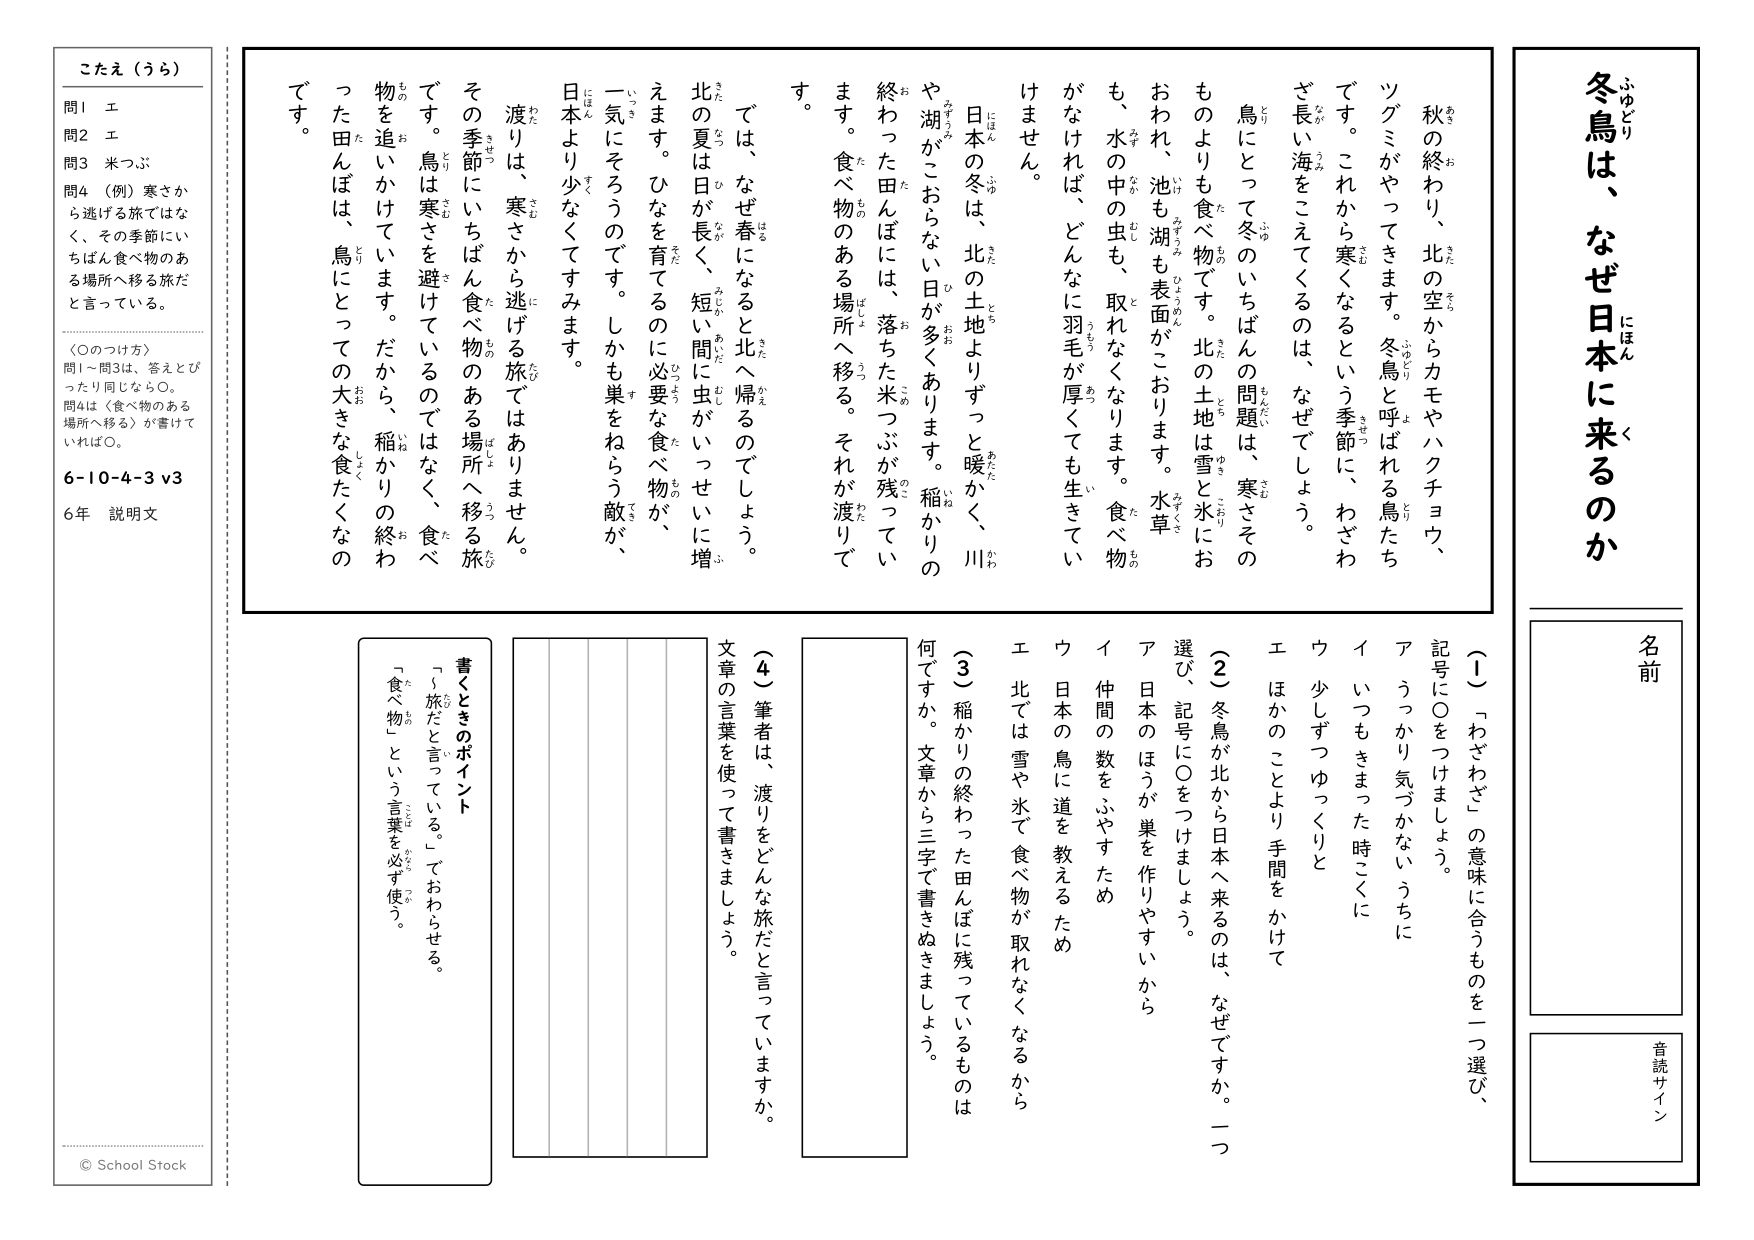 冬鳥は、なぜ日本に来るのか
名前
音読サイン
秋の終わり、北の空からカモやハクチョウ、
ツグミがやってきます。冬鳥と呼ばれる鳥たち
です。これから寒くなるという季節に、わざわ
ざ長い海をこえてくるのは、なぜでしょう。
鳥にとって冬のいちばんの問題は、寒さその
ものよりも食べ物です。北の土地は雪と氷にお
おわれ、池も湖も表面がこおります。水草
も、水の中の虫も、取れなくなります。食べ物
がなければ、どんなに羽毛が厚くても生きてい
けません。
日本の冬は、北の土地よりずっと暖かく、川
や湖がこおらない日が多くあります。稲かりの
終わった田んぼには、落ちた米つぶが残ってい
ます。食べ物のある場所へ移る。それが渡りで
す。
では、なぜ春になると北へ帰るのでしょう。
北の夏は日が長く、短い間に虫がいっせいに増
えます。ひなを育てるのに必要な食べ物が、
一気にそろうのです。しかも巣をねらう敵が、
日本より少なくてすみます。
渡りは、寒さから逃げる旅ではありません。
その季節にいちばん食べ物のある場所へ移る旅
です。鳥は寒さを避けているのではなく、食べ
物を追いかけています。だから、稲かりの終わ
った田んぼは、鳥にとっての大きな食たくなの
です。
(1)「わざわざ」の意味に合うものを一つ選び、
記号に○をつけましょう。
ア うっかり気づかないうちに
イ いつもきまった時こくに
ウ 少しずつゆっくりと
エ ほかのことより手間をかけて
(2)冬鳥が北から日本へ来るのは、なぜですか。一つ
選び、記号に○をつけましょう。
ア 日本のほうが巣を作りやすいから
イ 仲間の数をふやすため
ウ 日本の鳥に道を教えるため
エ 北では雪や氷で食べ物が取れなくなるから
(3)稲かりの終わった田んぼに残っているものは
何ですか。文章から三字で書きぬきましょう。
(4)筆者は、渡りをどんな旅だと言っていますか。
文章の言葉を使って書きましょう。
書くときのポイント
「〜旅だと言っている。」でおわらせる。
「食べ物」という言葉を必ず使う。
こたえ（うら）
問1 エ
問2 エ
問3 米つぶ
問4 （例）寒さか
ら逃げる旅ではな
く、その季節にい
ちばん食べ物のあ
る場所へ移る旅だ
と言っている。
〈○のつけ方〉
問1〜問3は、答えとぴ
ったり同じなら○。
問4は〈食べ物のある
場所へ移る〉が書けて
いれば○。
6-10-4-3 v3
6年 説明文
© School Stock